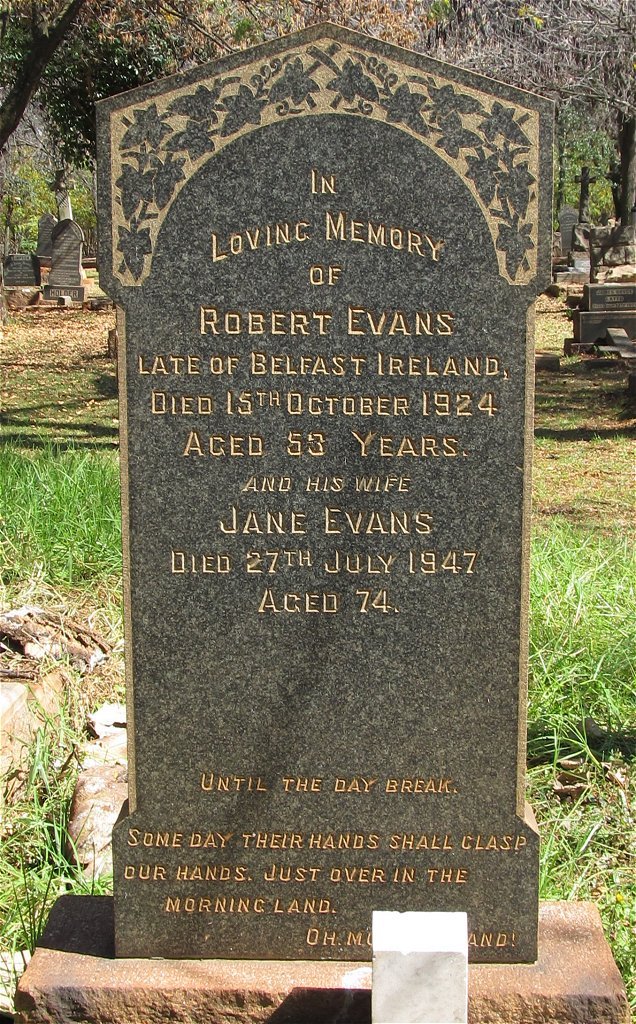 IN
LOVING MEMORY
OF
ROBERT EVANS
LATE OF BELFAST IRELAND,
DIED 15TH OCTOBER 1924
AGED 53 YEARS.
AND HIS WIFE
JANE EVANS
DIED 27TH JULY 1947
AGED 74.
UNTIL THE DAY BREAK.
SOME DAY THEIR HANDS SHALL CLASP
OUR HANDS. JUST OVER IN THE
MORNING LAND.
OH,
HOLDER